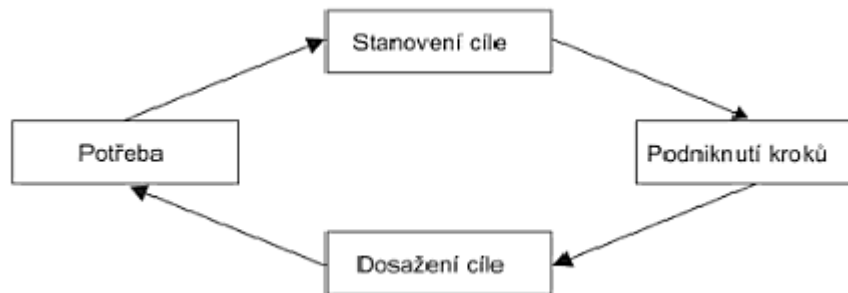 Stanovení cíle
Potřeba
Podniknutí kroků
Dosažení cíle